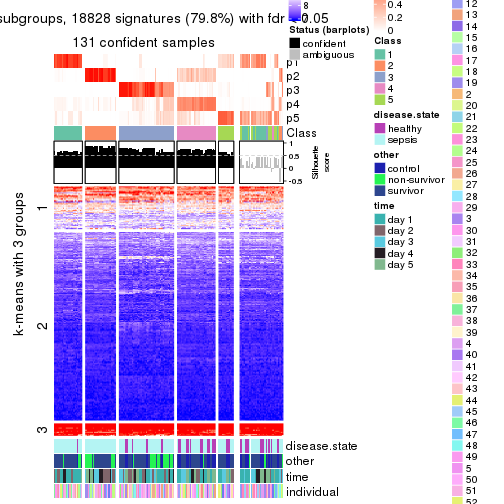 subgroups, 18828 signatures (79.8%) with fdr < 0.05
131 confident samples
p1
p2
p3
p4
p5
Class
1
0.5
0
-0.5
Silhouette
score
k-means with 3 groups
1
2
3
disease.state
other
time
individual
8
0
Status (barplots)
confident
ambiguous
0.4
0.2
0
Class
1
2
3
4
5
disease.state
healthy
sepsis
other
control
non-survivor
survivor
time
day 1
day 2
day 3
day 4
day 5
12
13
14
15
16
17
18
19
2
20
21
22
23
24
25
26
27
28
29
3
30
31
32
33
34
35
36
37
38
39
4
40
41
42
43
44
45
46
47
48
49
5
50
51